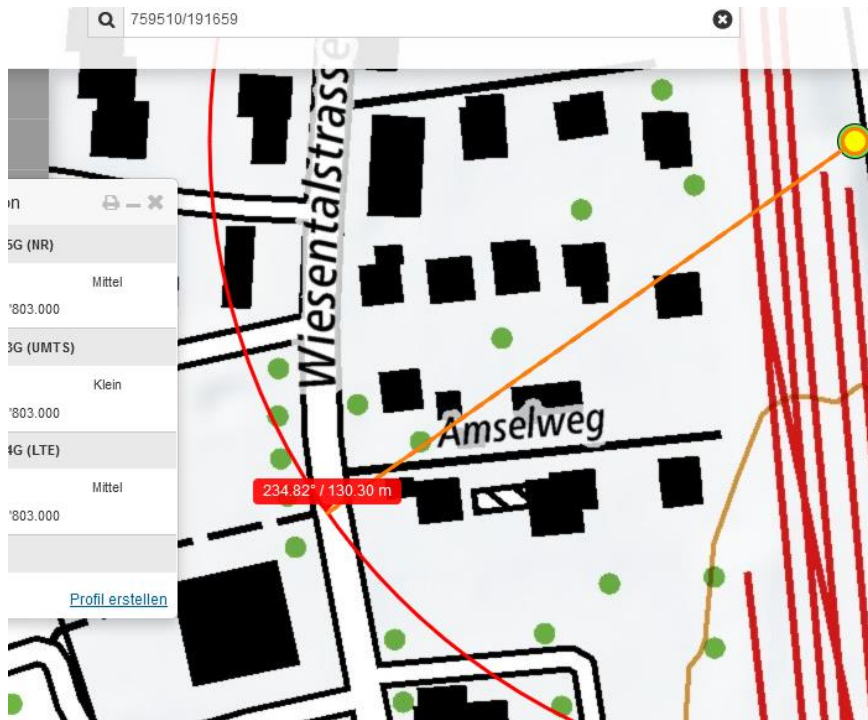 759510/191659
Wiesentalstrasse
on
5G (NR)
Mittel
'803.000
3G (UMTS)
Klein
'803.000
4G (LTE)
Mittel
'803.000
Profil erstellen
Amselweg
234.82° / 130.30 m